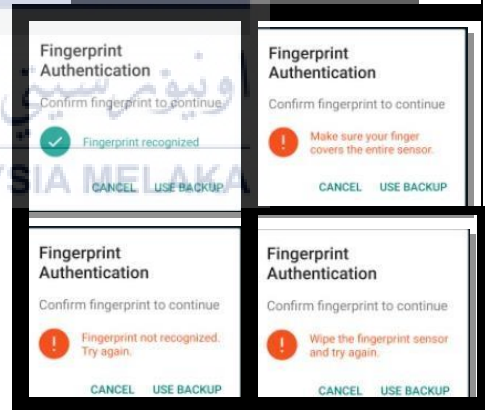 Fingerprint
Authentication
اونيۏرسيتي
Confirm fingerprint to continue
Fingerprint recognized
SIA MELAKA
CANCEL USE BACKUP
Fingerprint
Authentication
Confirm fingerprint to continue
Make sure your finger
covers the entire sensor.
CANCEL USE BACKUP
Fingerprint
Authentication
Confirm fingerprint to continue
Fingerprint not recognized.
Try again.
CANCEL USE BACKUP
Fingerprint
Authentication
Confirm fingerprint to continue
Wipe the fingerprint sensor
and try again.
CANCEL USE BACKUP